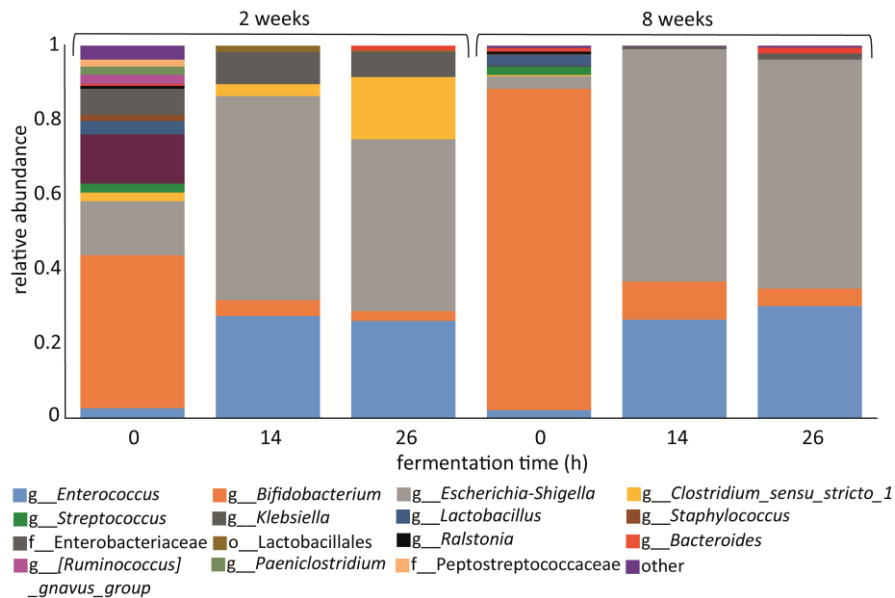 2 weeks 8 weeks
1
0.8
0.6
0.4
0.2
0
relative abundance
0 14 26 0 14 26
fermentation time (h)
g__Enterococcus g__Bifidobacterium g__Escherichia-Shigella g__Clostridium_sensu_stricto_1
g__Streptococcus g__Klebsiella g__Lactobacillus g__Staphylococcus
f__Enterobacteriaceae o__Lactobacillales g__Ralstonia g__Bacteroides
g__[Ruminococcus] g__Paeniclostridium f__Peptostreptococcaceae other
_gnavus_group